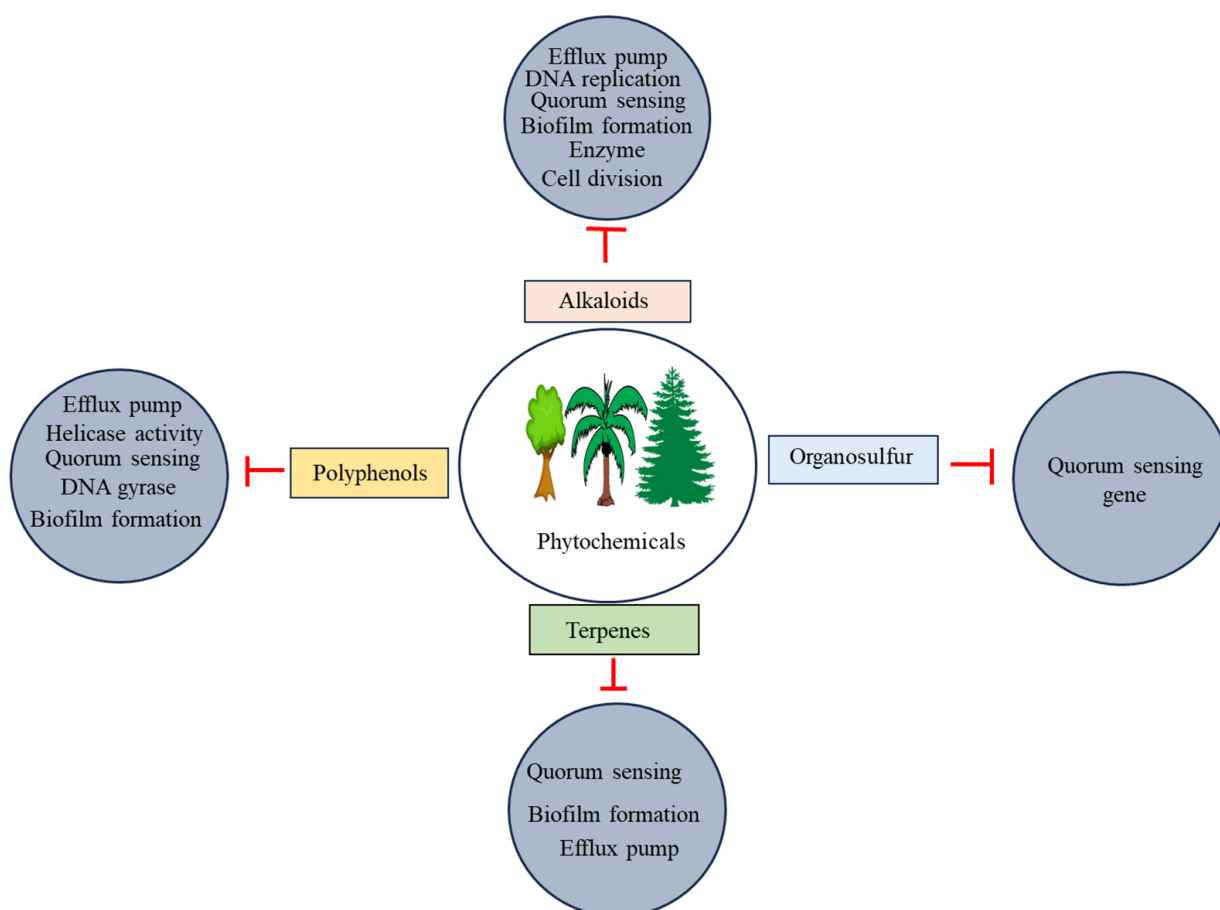 Efflux pump
DNA replication
Quorum sensing
Biofilm formation
Enzyme
Cell division
Alkaloids
Efflux pump
Helicase activity
Quorum sensing
DNA gyrase
Biofilm formation
Polyphenols
Phytochemicals
Organosulfur
Quorum sensing
gene
Terpenes
Quorum sensing
Biofilm formation
Efflux pump